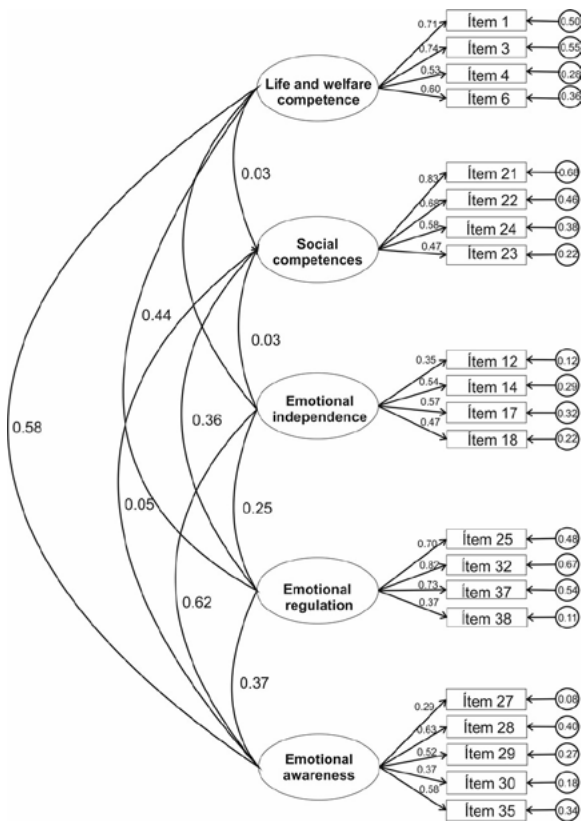 0.71 Ítem 1 0.50
0.74 Ítem 3 0.55
0.53 Ítem 4 0.28
0.60 Ítem 6 0.36
Life and welfare
competence
0.03
0.83 Ítem 21 0.68
0.68 Ítem 22 0.46
0.58 Ítem 24 0.38
0.47 Ítem 23 0.22
Social
competences
0.44
0.03
0.35 Ítem 12 0.12
0.54 Ítem 14 0.29
0.57 Ítem 17 0.32
0.47 Ítem 18 0.22
Emotional
independence
0.58
0.36
0.05
0.25
0.70 Ítem 25 0.48
0.82 Ítem 32 0.67
0.73 Ítem 37 0.54
0.37 Ítem 38 0.11
Emotional
regulation
0.62
0.37
0.29 Ítem 27 0.08
0.63 Ítem 28 0.40
0.52 Ítem 29 0.27
0.37 Ítem 30 0.18
0.58 Ítem 35 0.34
Emotional
awareness